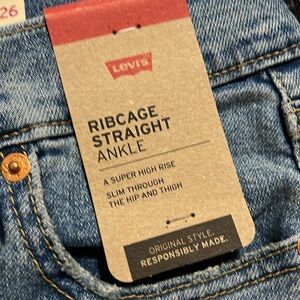 26
Levi's
RIBCAGE
STRAIGHT
ANKLE
A SUPER HIGH RISE
SLIM THROUGH
THE HIP AND THIGH
ORIGINAL STYLE.
RESPONSIBLY MADE.